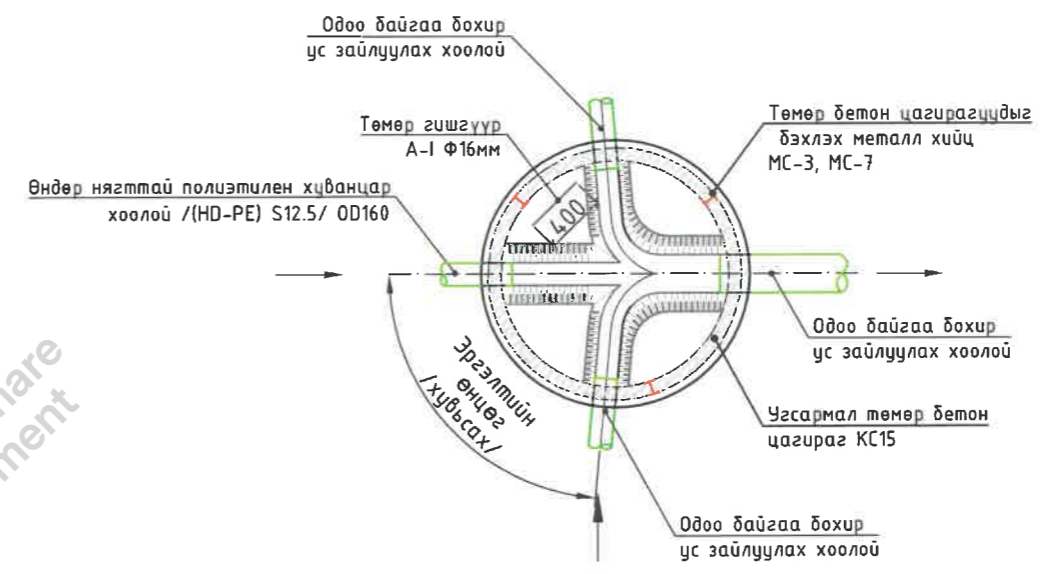 Одоо байгаа бохир
ус зайлуулах хоолой
Төмөр гишгүүр
А-I Ф16мм
Төмөр бетон цагирагуудыг
бэхлэх металл хийц
МС-3, МС-7
Өндөр нягттай полиэтилен хуванцар
хоолой /(HD-PE) S12.5/ OD160
400
Одоо байгаа бохир
ус зайлуулах хоолой
Эргэлтийн
өнцөг
/хувьсах/
Угсармал төмөр бетон
цагираг КС15
Одоо байгаа бохир
ус зайлуулах хоолой